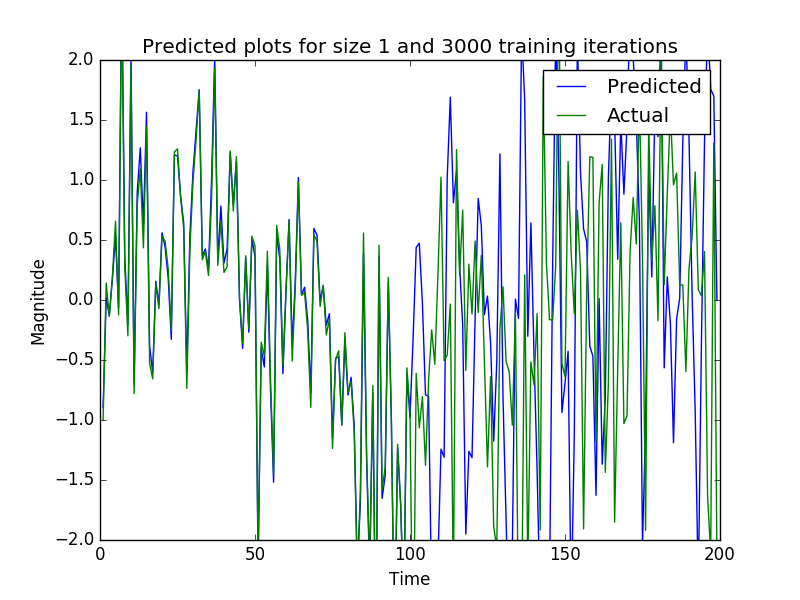 Predicted plots for size 1 and 3000 training iterations
2.0
1.5
1.0
0.5
0.0
−0.5
−1.0
−1.5
−2.0
Magnitude
Predicted
Actual
0 50 100 150 200
Time